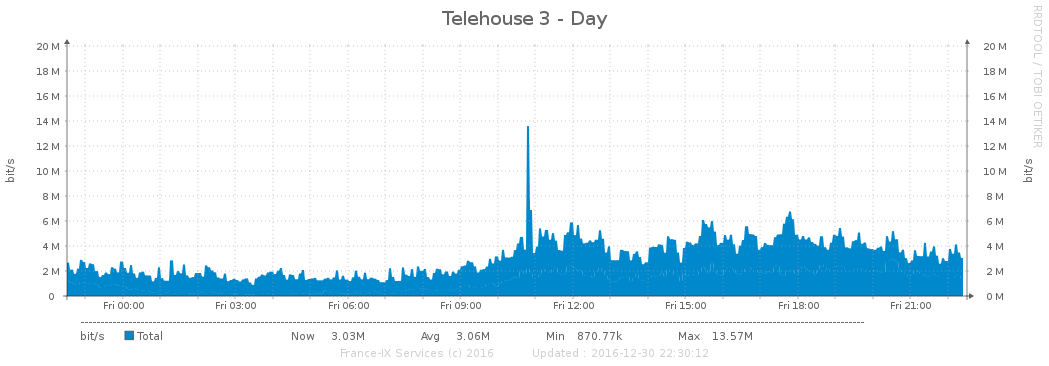 Telehouse 3 - Day
RRDTOOL / TOBI OETIKER
bit/s
20 M 20 M
18 M 18 M
16 M 16 M
14 M 14 M
12 M 12 M
10 M 10 M
8 M 8 M
6 M 6 M
4 M 4 M
2 M 2 M
0 0 M
bit/s
Fri 00:00 Fri 03:00 Fri 06:00 Fri 09:00 Fri 12:00 Fri 15:00 Fri 18:00 Fri 21:00
bit/s Total Now 3.03M Avg 3.06M Min 870.77k Max 13.57M
France-IX Services (c) 2016 Updated : 2016-12-30 22:30:12